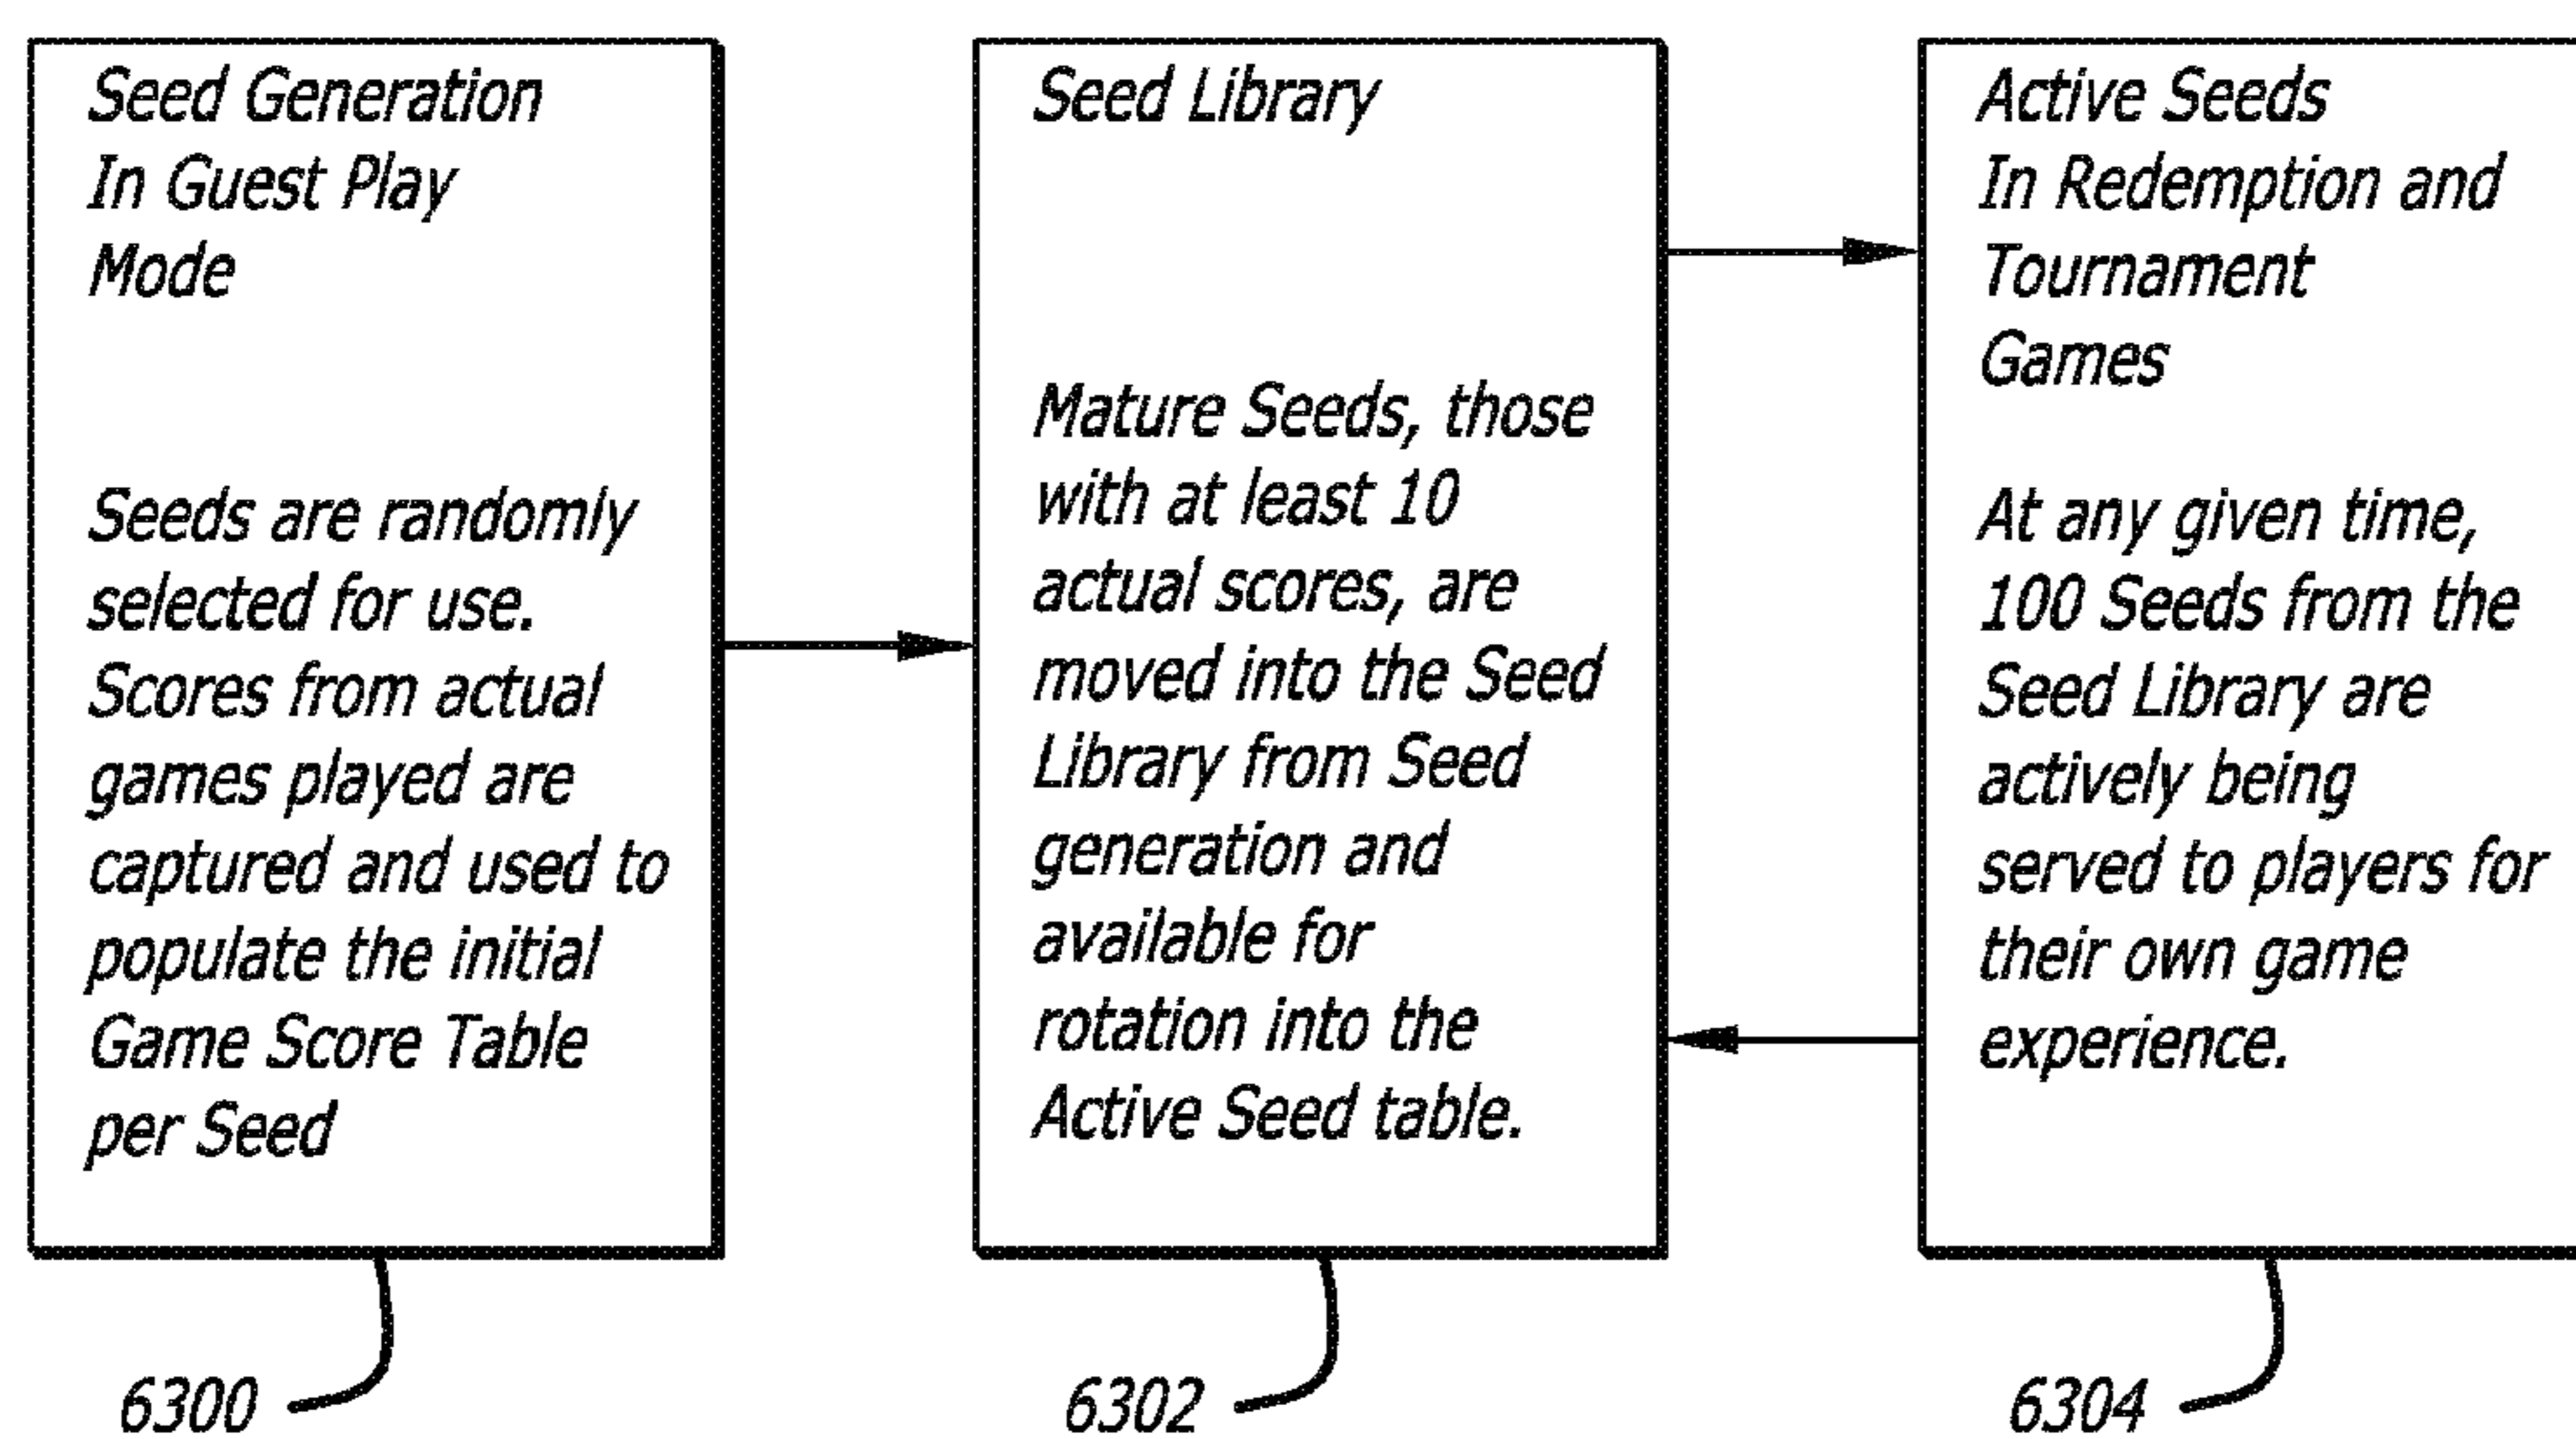 Seed Generation
In Guest Play
Mode
Seeds are randomly
selected for use.
Scores from actual
games played are
captured and used to
populate the initial
Game Score Table
per Seed
6300
Seed Library
Mature Seeds, those
with at least 10
actual scores, are
moved into the Seed
Library from Seed
generation and
available for
rotation into the
Active Seed table.
6302
Active Seeds
In Redemption and
Tournament
Games
At any given time,
100 Seeds from the
Seed Library are
actively being
served to players for
their own game
experience.
6304